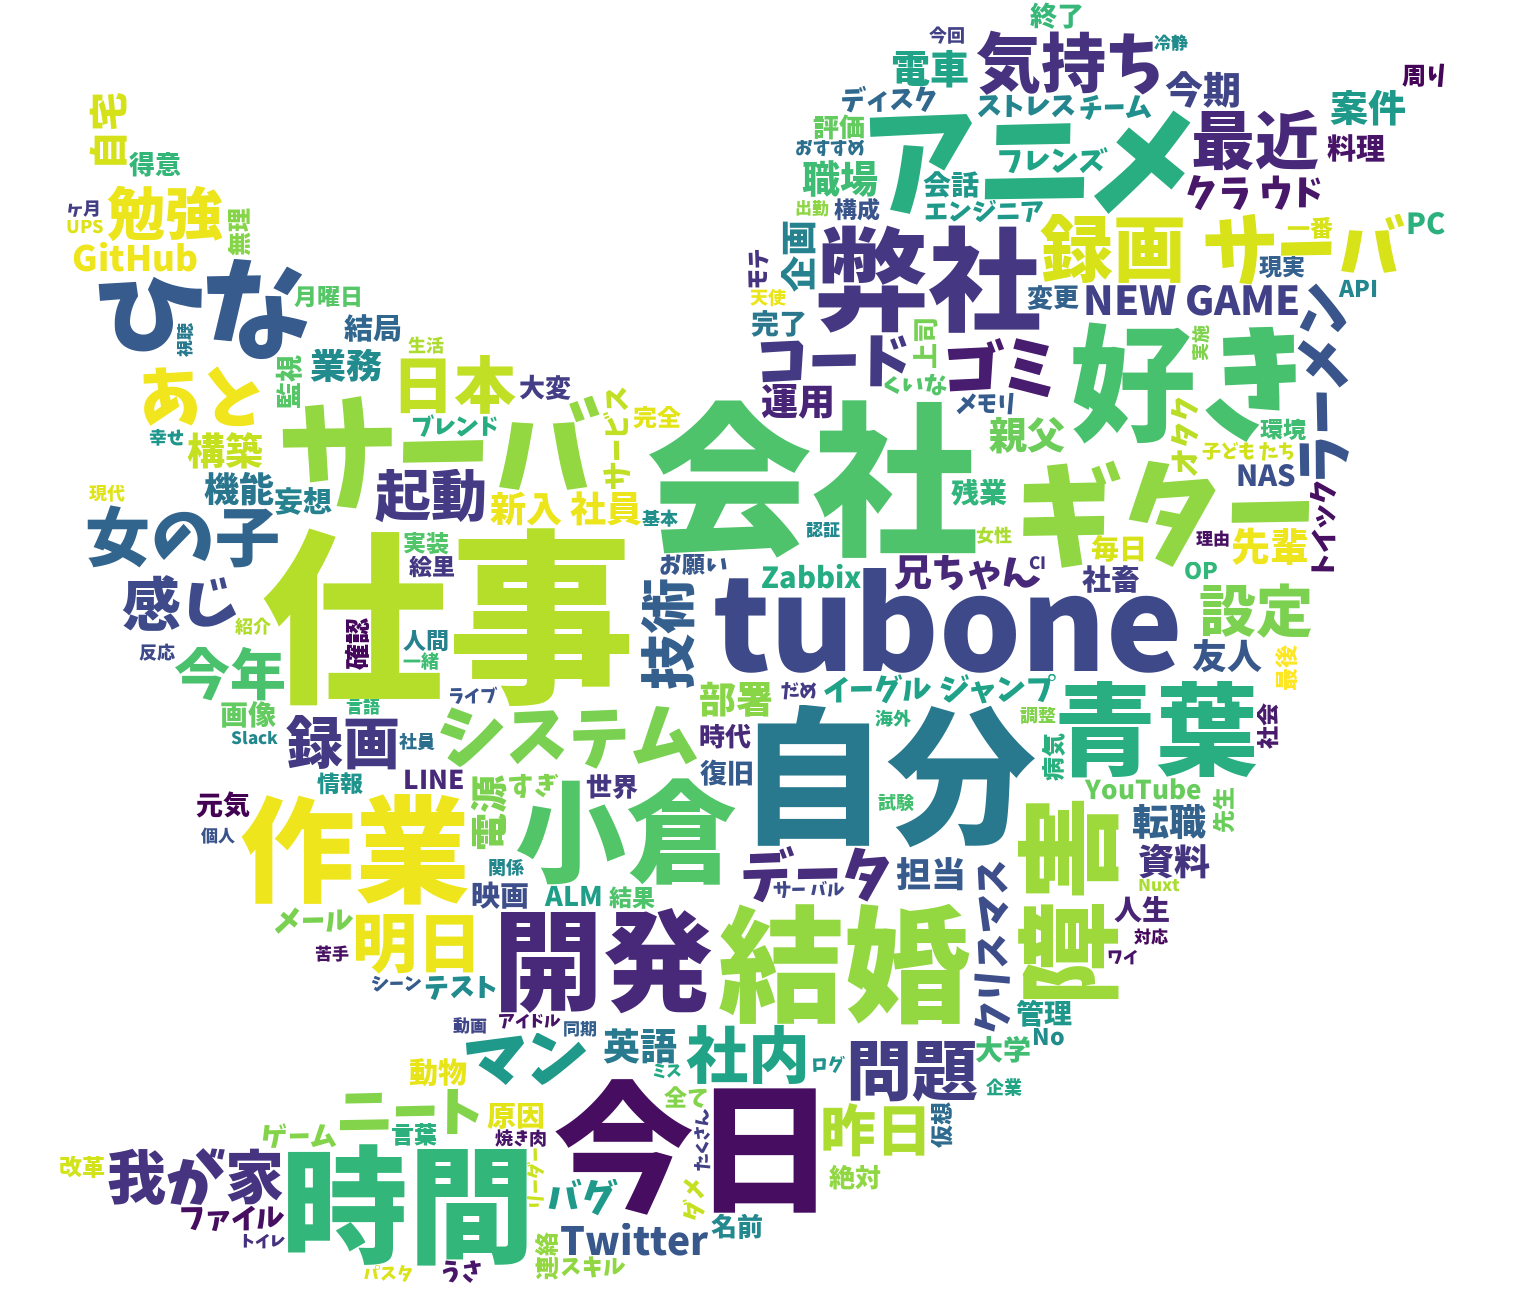 終了
今回
気持ち
冷静
電車
周り
今期
ディスク
ストレス
チーム
案件
自宅
評価
アニメ
最近
おすすめ
フレンズ
料理
得意
職場
会話
クラウド
勉強
ヶ月
出勤
構成
エンジニア
無理
UPS
企画
弊社
録画
サーバ
一番
PC
GitHub
モテ
現実
ひな
月曜日
天使
変更
NEW GAME
API
視聴
結局
完了
上司
ラーメン
生活
コード
ゴミ
好き
実施
監視
業務
日本
大変
くいな
あと
運用
メモリ
オタク
サービス
完全
幸せ
構築
サーバ
ブレンド
会社
親父
環境
子どもたち
機能
妄想
起動
新入社員
残業
ギター
NAS
トイックラ
現代
基本
認証
女性
女の子
実装
理由
先輩
毎日
仕事
絵里
お願い
兄ちゃん
CI
感じ
技術
Zabbix
tubone
社畜
OP
設定
紹介
確認
人間
反応
一緒
友人
今年
部署
だめ
イーグルジャンプ
最後
言語
ライブ
青葉
画像
システム
自分
海外
調整
社会
Slack
録画
社員
時代
病気
情報
LINE
電源
すぎ
世界
復旧
YouTube
元気
作業
小倉
試験
障害
転職
先生
個人
データ
資料
関係
サーバル
担当
クリスマス
映画
ALM
結果
Nuxt
メール
明日
開発
結婚
人生
対応
苦手
ワイ
シーン
テスト
管理
動画
アイドル
同期
No
マン
英語
社内
ログ
問題
大学
動物
ミス
企業
ニート
原因
今日
全て
昨日
仮想
ゲーム
言葉
焼き肉
たくさん
改革
我が家
時間
リーダー
バグ
ダメ
絶対
ファイル
名前
トイレ
Twitter
連絡
スキル
パスタ
うさ